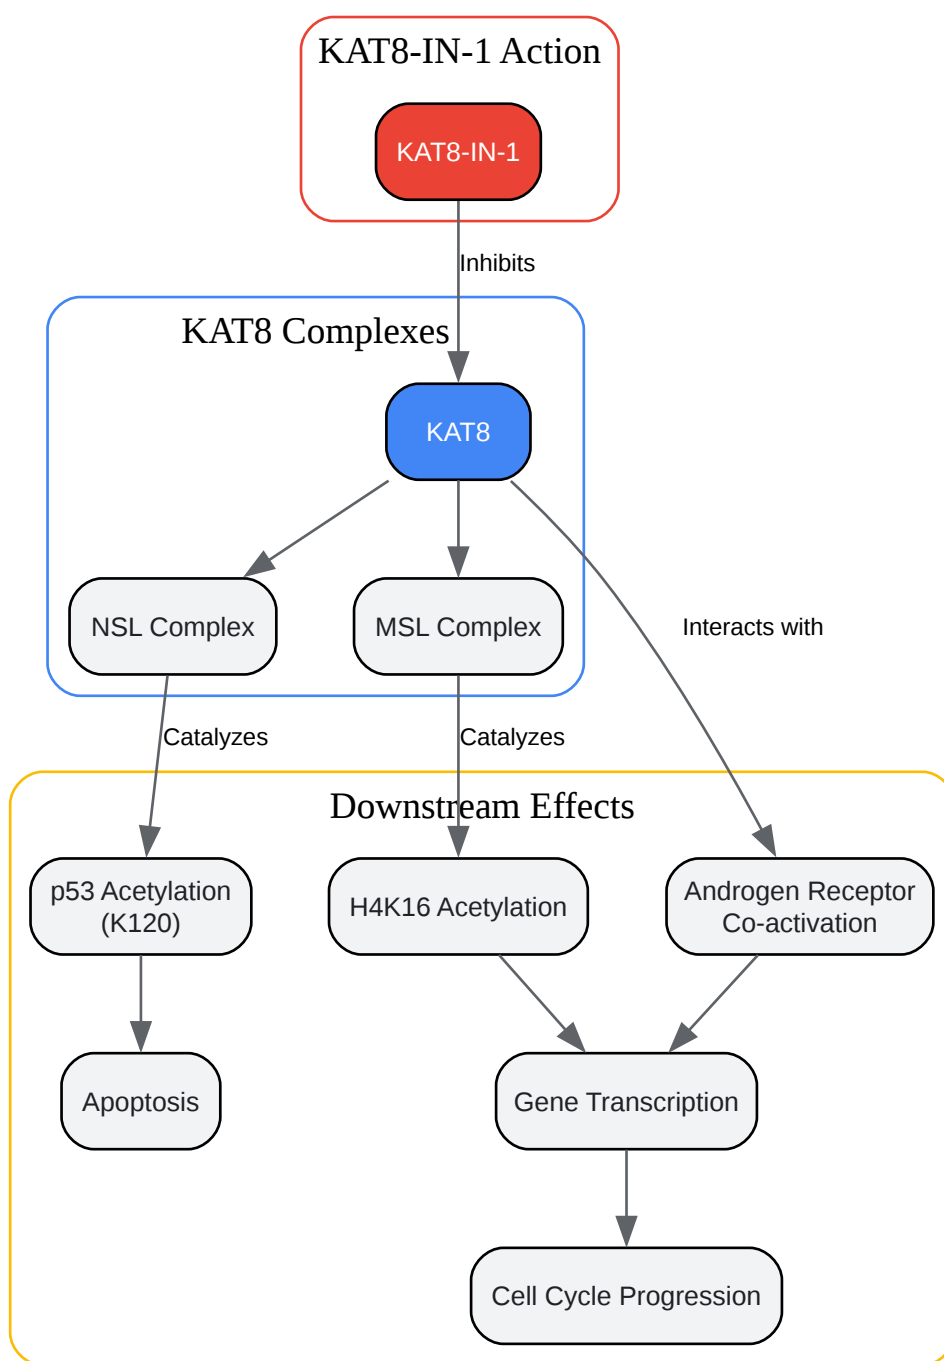 KAT8-IN-1 Action
KAT8-IN-1
Inhibits
KAT8 Complexes
KAT8
NSL Complex
MSL Complex
Interacts with
Catalyzes
Catalyzes
Downstream Effects
p53 Acetylation
(K120)
H4K16 Acetylation
Androgen Receptor
Co-activation
Apoptosis
Gene Transcription
Cell Cycle Progression